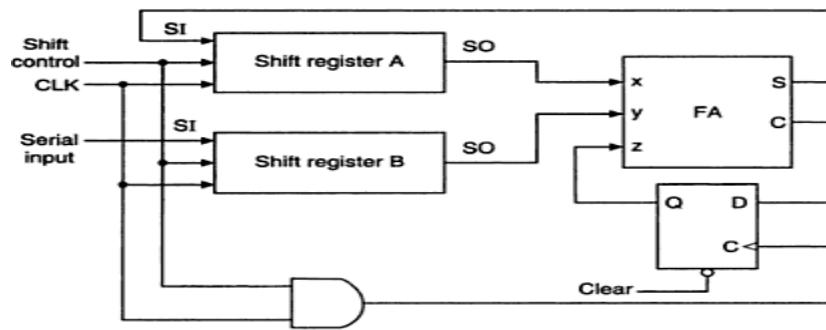 SI
Shift
control
CLK
Shift register A
SO
x
y
z
FA
S
C
Serial
input
SI
Shift register B
SO
Q
D
C
Clear